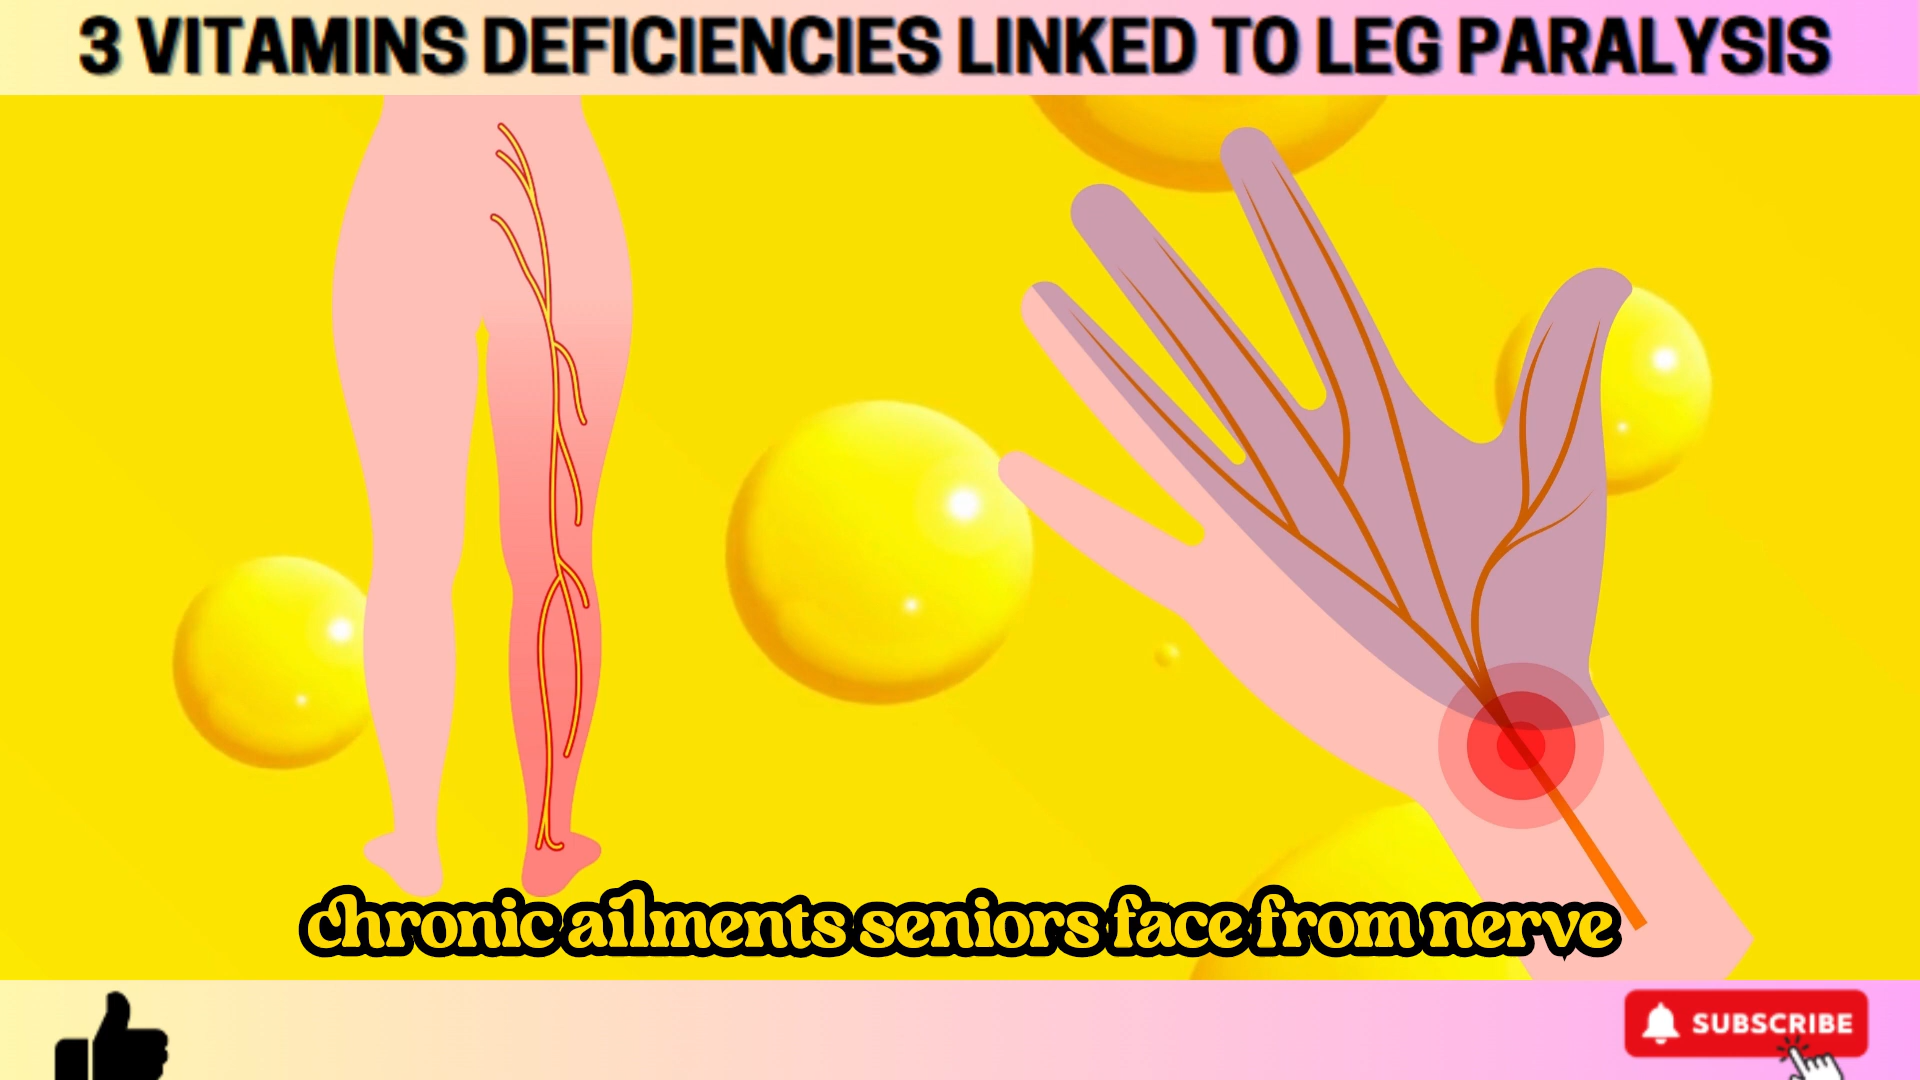 3 VITAMINS DEFICIENCIES LINKED TO LEG PARALYSIS
chronic ailments seniors face from nerve
SUBSCRIBE